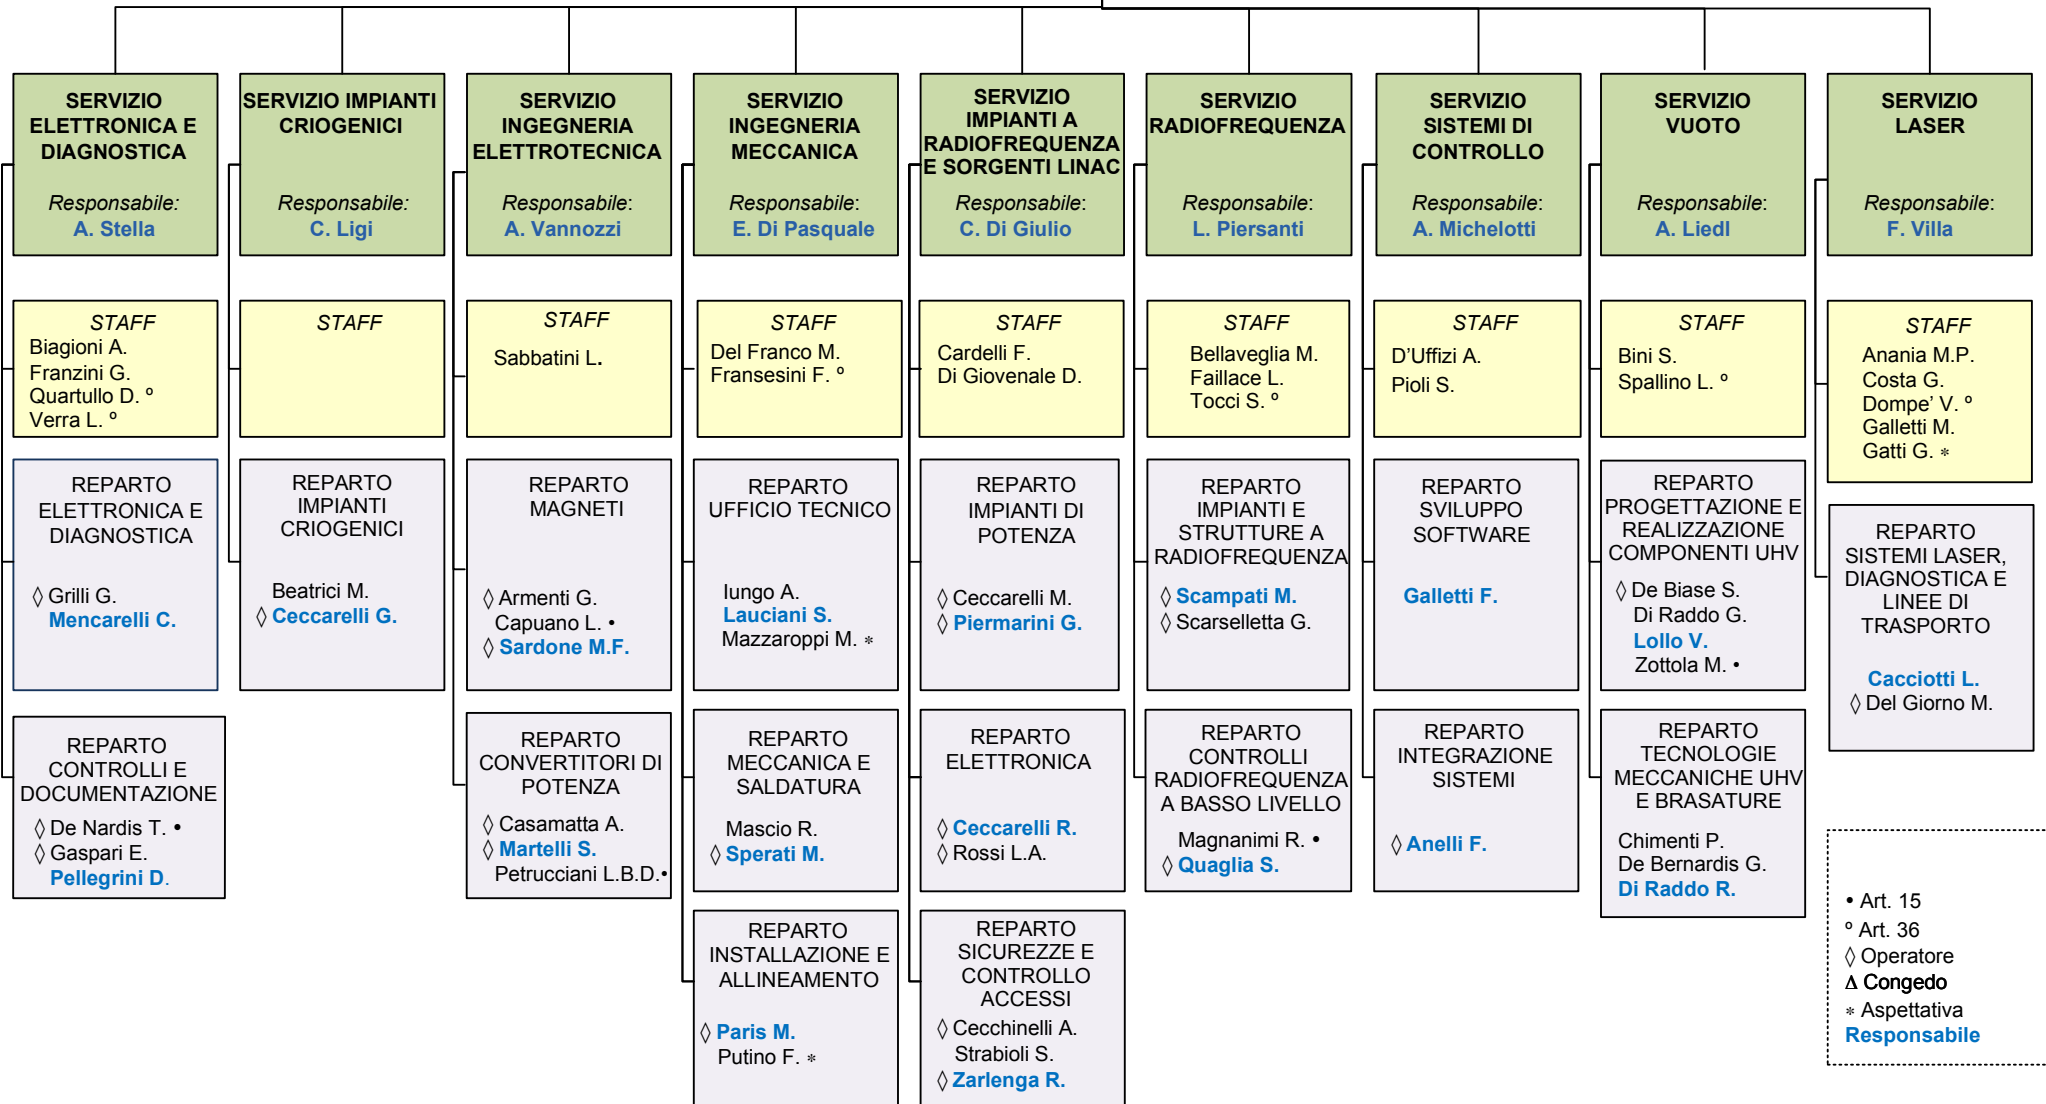 SERVIZIO
ELETTRONICA E
DIAGNOSTICA
Responsabile:
A. Stella
STAFF
Biagioni A.
Franzini G.
Quartullo D. º
Verra L. º
REPARTO
ELETTRONICA E
DIAGNOSTICA
◊ Grilli G.
Mencarelli C.
REPARTO
CONTROLLI E
DOCUMENTAZIONE
◊ De Nardis T. •
◊ Gaspari E.
Pellegrini D.
SERVIZIO IMPIANTI
CRIOGENICI
Responsabile:
C. Ligi
STAFF
REPARTO
IMPIANTI
CRIOGENICI
Beatrici M.
◊ Ceccarelli G.
SERVIZIO
INGEGNERIA
ELETTROTECNICA
Responsabile:
A. Vannozzi
STAFF
Sabbatini L.
REPARTO
MAGNETI
◊ Armenti G.
Capuano L. •
◊ Sardone M.F.
REPARTO
CONVERTITORI DI
POTENZA
◊ Casamatta A.
◊ Martelli S.
Petrucciani L.B.D.•
SERVIZIO
INGEGNERIA
MECCANICA
Responsabile:
E. Di Pasquale
STAFF
Del Franco M.
Fransesini F. º
REPARTO
UFFICIO TECNICO
Iungo A.
Lauciani S.
Mazzaroppi M. *
REPARTO
MECCANICA E
SALDATURA
Mascio R.
◊ Sperati M.
REPARTO
INSTALLAZIONE E
ALLINEAMENTO
◊ Paris M.
Putino F. *
SERVIZIO
IMPIANTI A
RADIOFREQUENZA
E SORGENTI LINAC
Responsabile:
C. Di Giulio
STAFF
Cardelli F.
Di Giovenale D.
REPARTO
IMPIANTI DI
POTENZA
◊ Ceccarelli M.
◊ Piermarini G.
REPARTO
ELETTRONICA
◊ Ceccarelli R.
◊ Rossi L.A.
REPARTO
SICUREZZE E
CONTROLLO
ACCESSI
◊ Cecchinelli A.
Strabioli S.
◊ Zarlenga R.
SERVIZIO
RADIOFREQUENZA
Responsabile:
L. Piersanti
STAFF
Bellaveglia M.
Faillace L.
Tocci S. º
REPARTO
IMPIANTI E
STRUTTURE A
RADIOFREQUENZA
◊ Scampati M.
◊ Scarselletta G.
REPARTO
CONTROLLI
RADIOFREQUENZA
A BASSO LIVELLO
Magnanimi R. •
◊ Quaglia S.
SERVIZIO
SISTEMI DI
CONTROLLO
Responsabile:
A. Michelotti
STAFF
D'Uffizi A.
Pioli S.
REPARTO
SVILUPPO
SOFTWARE
Galletti F.
REPARTO
INTEGRAZIONE
SISTEMI
◊ Anelli F.
SERVIZIO
VUOTO
Responsabile:
A. Liedl
STAFF
Bini S.
Spallino L. º
REPARTO
PROGETTAZIONE E
REALIZZAZIONE
COMPONENTI UHV
◊ De Biase S.
Di Raddo G.
Lollo V.
Zottola M. •
REPARTO
TECNOLOGIE
MECCANICHE UHV
E BRASATURE
Chimenti P.
De Bernardis G.
Di Raddo R.
SERVIZIO
LASER
Responsabile:
F. Villa
STAFF
Anania M.P.
Costa G.
Dompe’ V. º
Galletti M.
Gatti G. *
REPARTO
SISTEMI LASER,
DIAGNOSTICA E
LINEE DI
TRASPORTO
Cacciotti L.
◊ Del Giorno M.
• Art. 15
º Art. 36
◊ Operatore
Δ Congedo
* Aspettativa
Responsabile